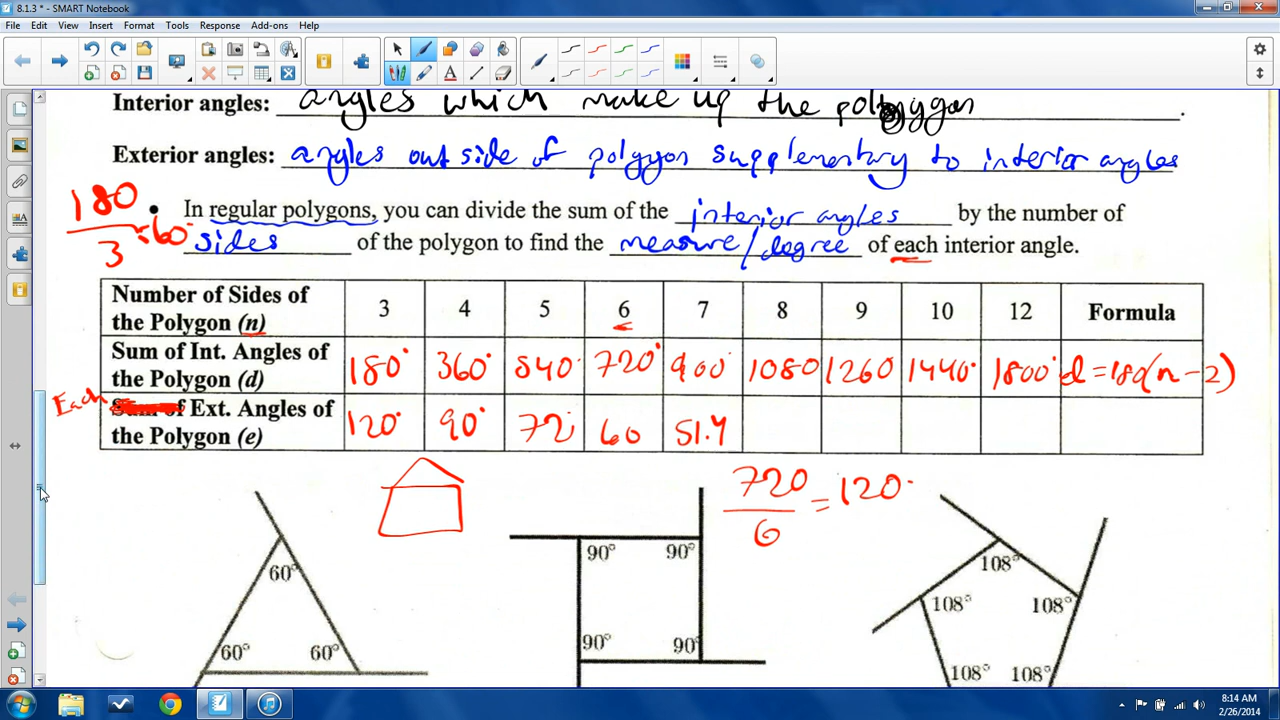 8.1.3 * - SMART Notebook
File Edit View Insert Format Tools Response Add-ons Help
Interior angles: angles which make up the polygon.
Exterior angles: angles outside of polygon supplementary to interior angles
180/3 = 60°
• In regular polygons, you can divide the sum of the interior angles by the number of
sides of the polygon to find the measure/degree of each interior angle.
Number of Sides of the Polygon (n) 3 4 5 6 7 8 9 10 12 Formula
Sum of Int. Angles of the Polygon (d) 180° 360° 540° 720° 900° 1080 1260 1440° 1800° d = 180(n - 2)
Each Ext. Angles of the Polygon (e) 120° 90° 72° 60 51.4
720/6 = 120°
60°
60° 60°
90° 90°
90° 90°
108°
108° 108°
108° 108°
8:14 AM
2/26/2014